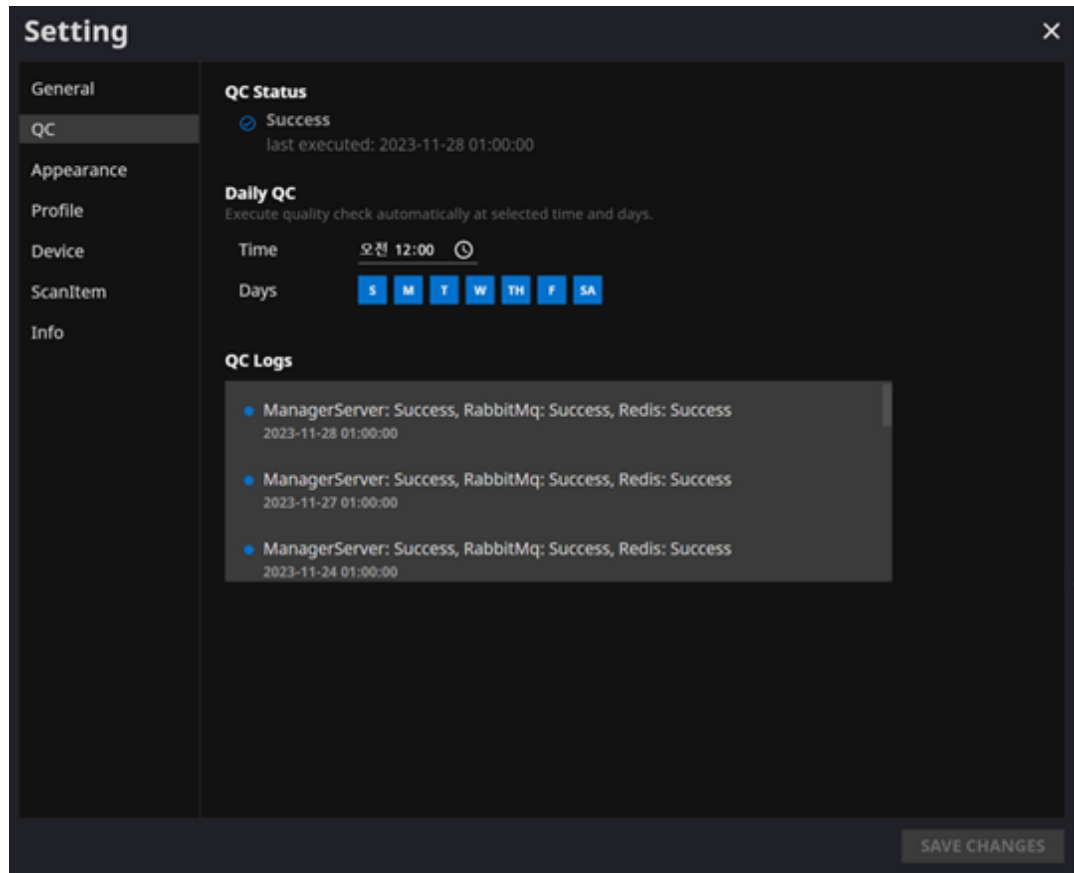 Setting
General
QC
Appearance
Profile
Device
ScanItem
Info
QC Status
Success
last executed: 2023-11-28 01:00:00
Daily QC
Execute quality check automatically at selected time and days.
Time 오전 12:00
Days S M T W TH F SA
QC Logs
ManagerServer: Success, RabbitMq: Success, Redis: Success
2023-11-28 01:00:00
ManagerServer: Success, RabbitMq: Success, Redis: Success
2023-11-27 01:00:00
ManagerServer: Success, RabbitMq: Success, Redis: Success
2023-11-24 01:00:00
SAVE CHANGES